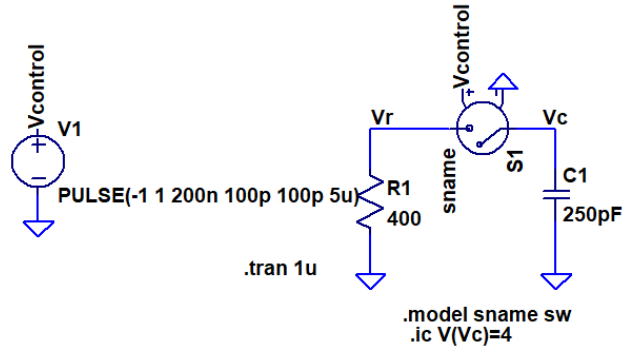 Vcontrol
V1
PULSE(-1 1 200n 100p 100p 5u)
Vr
R1
400
Vcontrol
sname
S1
Vc
C1
250pF
.tran 1u
.model sname sw
.ic V(Vc)=4